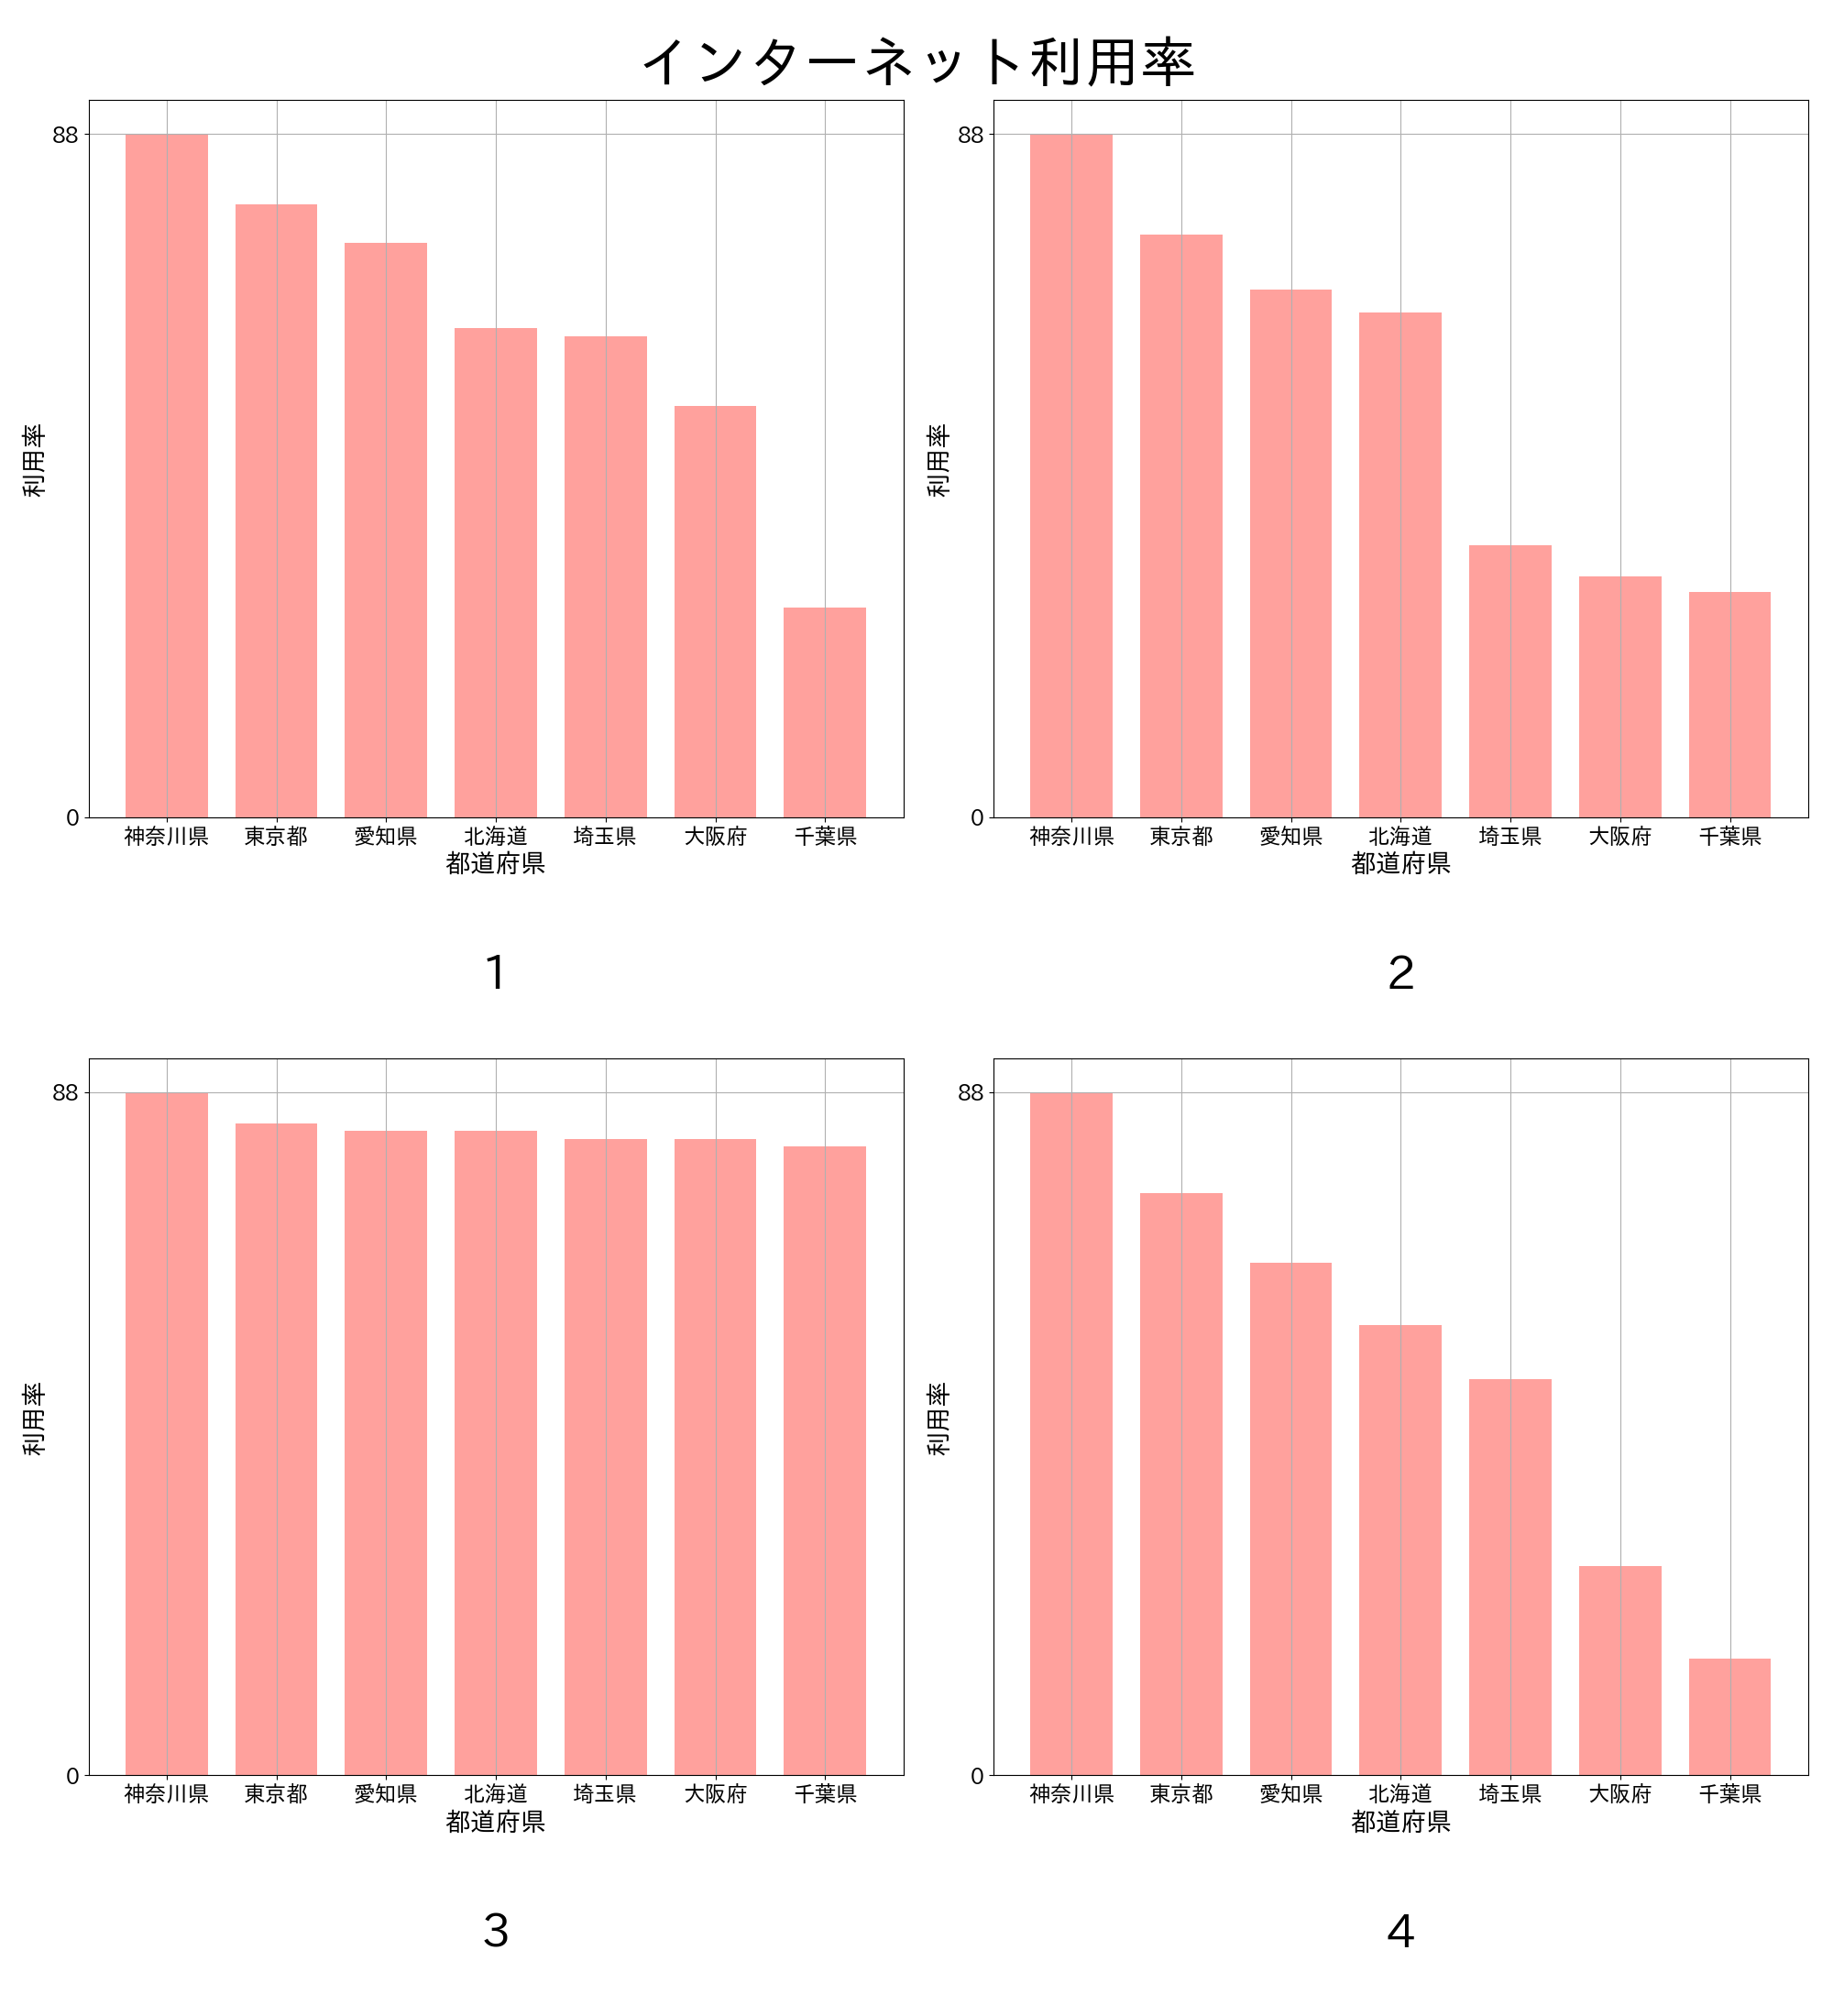 インターネット利用率
88
0
利用率
神奈川県 東京都 愛知県 北海道 埼玉県 大阪府 千葉県
都道府県
1
88
0
利用率
神奈川県 東京都 愛知県 北海道 埼玉県 大阪府 千葉県
都道府県
2
88
0
利用率
神奈川県 東京都 愛知県 北海道 埼玉県 大阪府 千葉県
都道府県
3
88
0
利用率
神奈川県 東京都 愛知県 北海道 埼玉県 大阪府 千葉県
都道府県
4